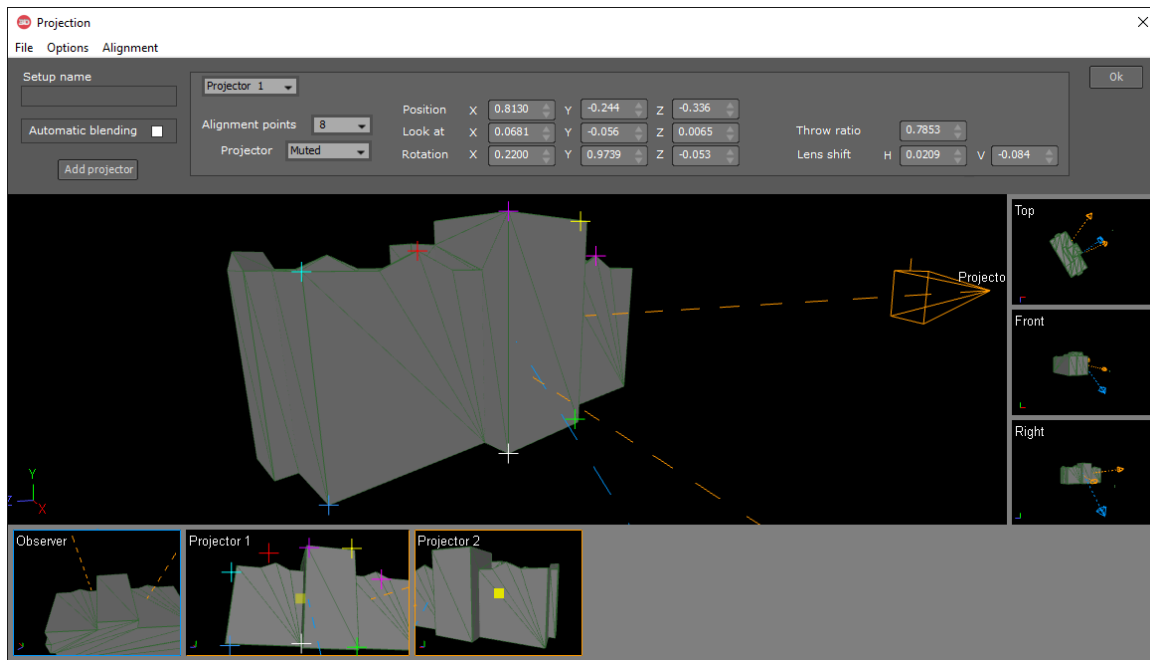 Projection
File Options Alignment
Setup name
Automatic blending
Add projector
Projector 1
Alignment points 8
Projector Muted
Position X 0.8130 Y -0.244 Z -0.336
Look at X 0.0681 Y -0.056 Z 0.0065
Rotation X 0.2200 Y 0.9739 Z -0.053
Throw ratio 0.7853
Lens shift H 0.0209 V -0.084
Ok
Projecto
Y
Z
X
Top
Front
Right
Observer
Projector 1
Projector 2